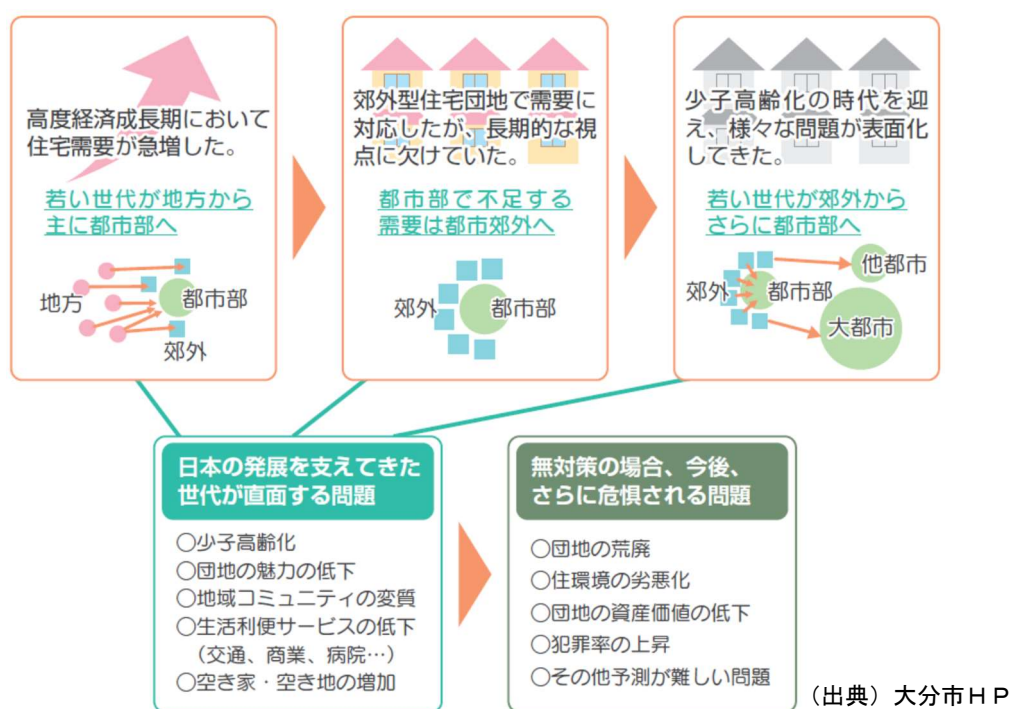 高度経済成長期において
住宅需要が急増した。
若い世代が地方から
主に都市部へ
地方
都市部
郊外
郊外型住宅団地で需要に
対応したが、長期的な視
点に欠けていた。
都市部で不足する
需要は都市郊外へ
郊外
都市部
少子高齢化の時代を迎
え、様々な問題が表面化
してきた。
若い世代が郊外から
さらに都市部へ
他都市
郊外
都市部
大都市
日本の発展を支えてきた
世代が直面する問題
○少子高齢化
○団地の魅力の低下
○地域コミュニティの変質
○生活利便サービスの低下
（交通、商業、病院…）
○空き家・空き地の増加
無対策の場合、今後、
さらに危惧される問題
○団地の荒廃
○住環境の劣悪化
○団地の資産価値の低下
○犯罪率の上昇
○その他予測が難しい問題
（出典）大分市ＨＰ